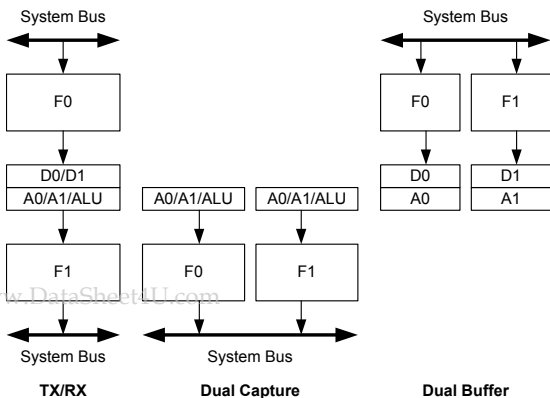 System Bus
System Bus
F0
F0
F1
D0/D1
A0/A1/ALU
A0/A1/ALU
A0/A1/ALU
D0
A0
D1
A1
F1
F0
F1
w.DataSheet4U.com
System Bus
System Bus
TX/RX
Dual Capture
Dual Buffer